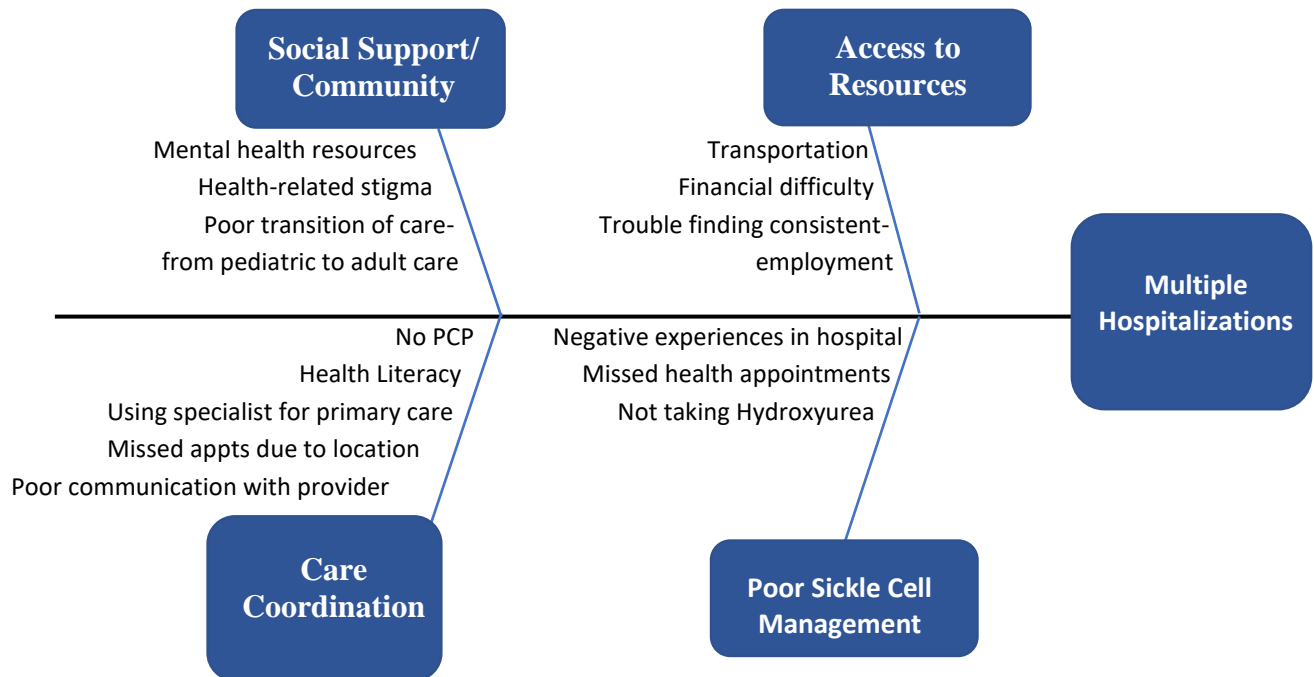 Social Support/
Community
Mental health resources
Health-related stigma
Poor transition of care-
from pediatric to adult care
Access to
Resources
Transportation
Financial difficulty
Trouble finding consistent-
employment
Multiple
Hospitalizations
No PCP
Health Literacy
Using specialist for primary care
Missed appts due to location
Poor communication with provider
Care
Coordination
Negative experiences in hospital
Missed health appointments
Not taking Hydroxyurea
Poor Sickle Cell
Management